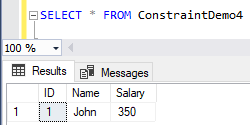 SELECT * FROM ConstraintDemo4
100 %
Results Messages
ID Name Salary
1 1 John 350